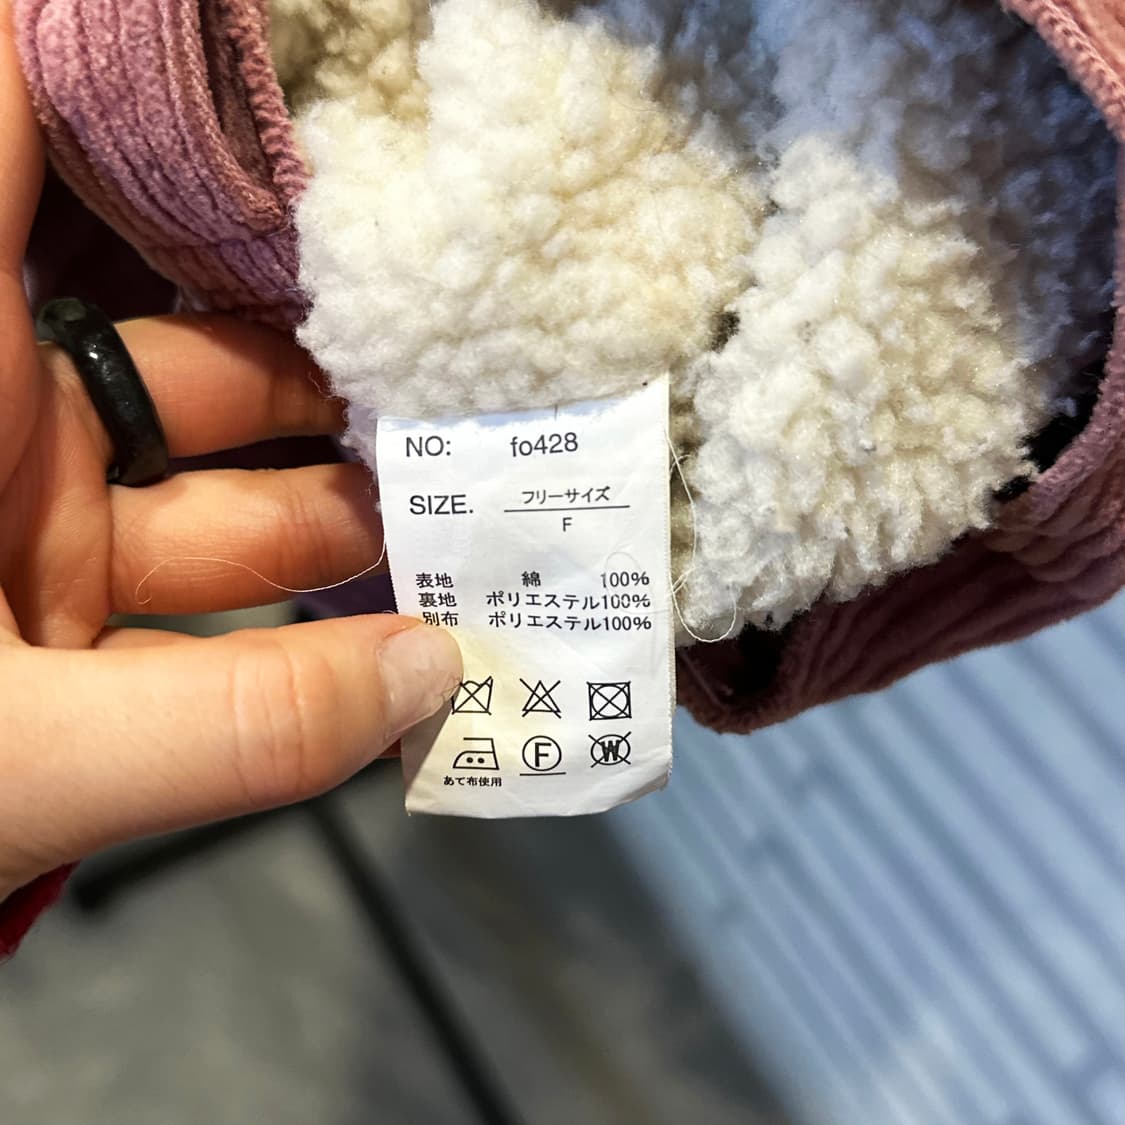 NO: fo428
SIZE. フリーサイズ
F
表地 綿 100%
裏地 ポリエステル100%
別布 ポリエステル100%
F W
あて布使用